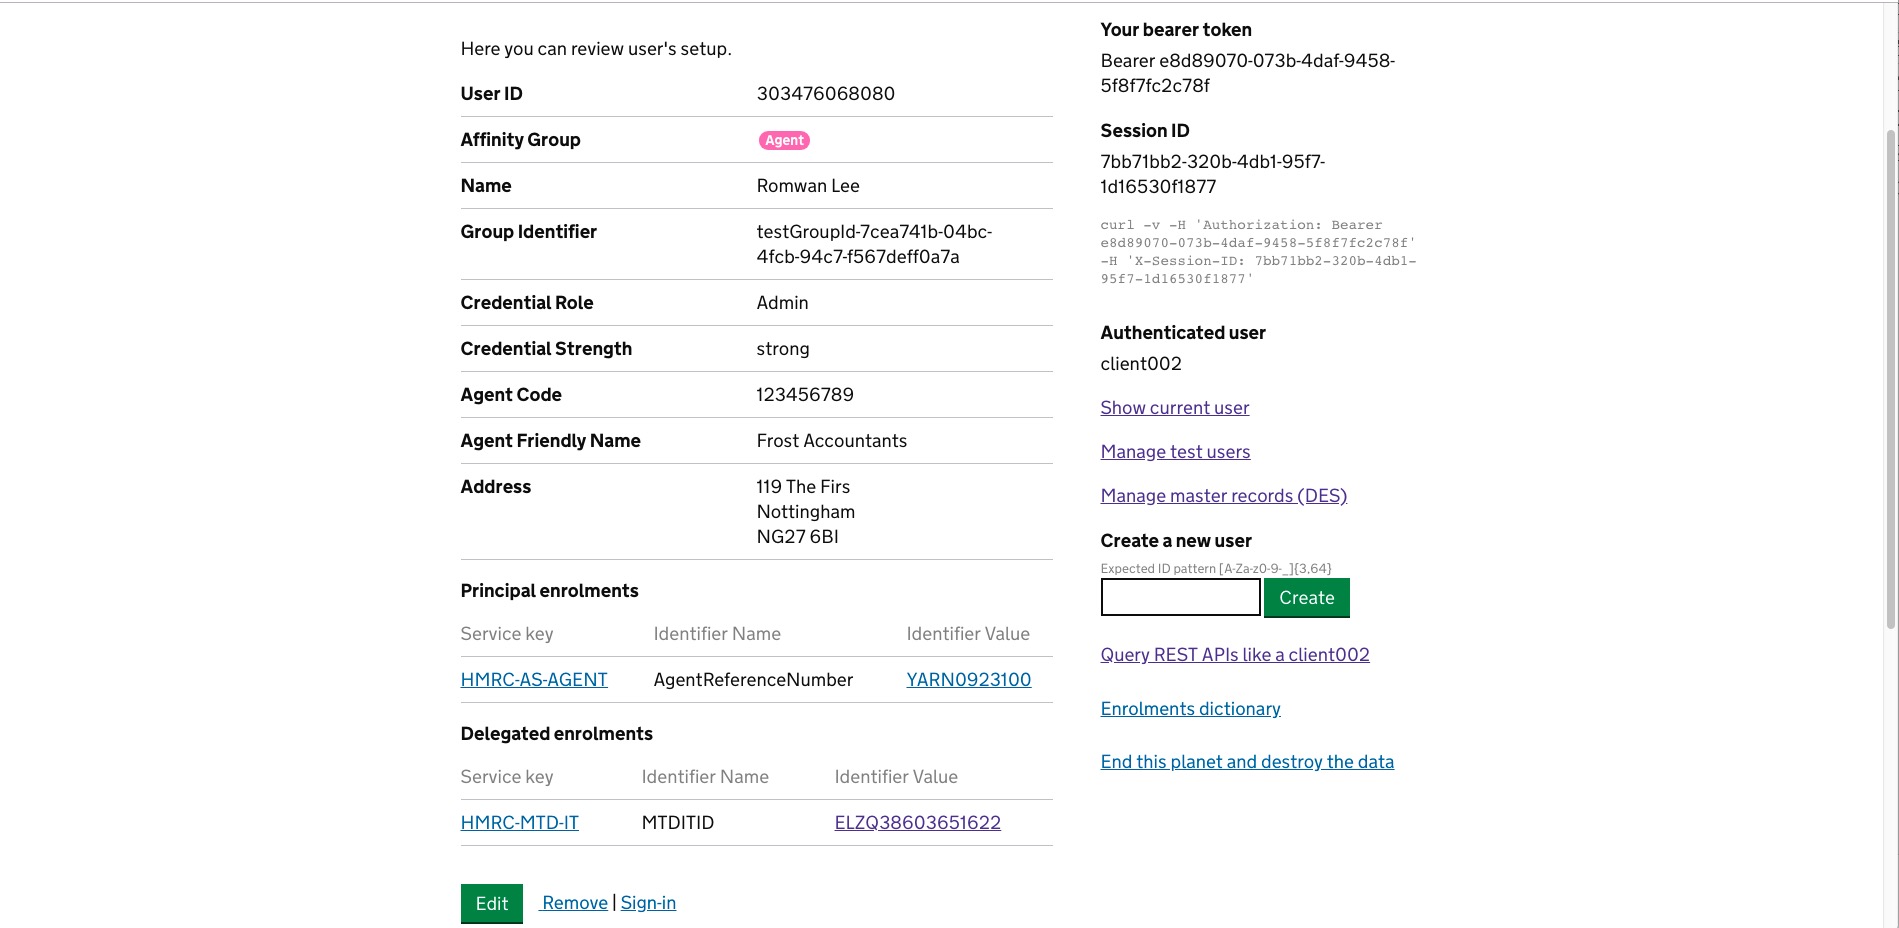 Here you can review user's setup.
User ID 303476068080
Affinity Group Agent
Name Romwan Lee
Group Identifier testGroupId-7cea741b-04bc-
4fcb-94c7-f567deff0a7a
Credential Role Admin
Credential Strength strong
Agent Code 123456789
Agent Friendly Name Frost Accountants
Address 119 The Firs
Nottingham
NG27 6BI
Principal enrolments
Service key Identifier Name Identifier Value
HMRC-AS-AGENT AgentReferenceNumber YARN0923100
Delegated enrolments
Service key Identifier Name Identifier Value
HMRC-MTD-IT MTDITID ELZQ38603651622
Edit Remove | Sign-in
Your bearer token
Bearer e8d89070-073b-4daf-9458-
5f8f7fc2c78f
Session ID
7bb71bb2-320b-4db1-95f7-
1d16530f1877
curl -v -H 'Authorization: Bearer
e8d89070-073b-4daf-9458-5f8f7fc2c78f'
-H 'X-Session-ID: 7bb71bb2-320b-4db1-
95f7-1d16530f1877'
Authenticated user
client002
Show current user
Manage test users
Manage master records (DES)
Create a new user
Expected ID pattern [A-Za-z0-9-_]{3,64}
Create
Query REST APIs like a client002
Enrolments dictionary
End this planet and destroy the data